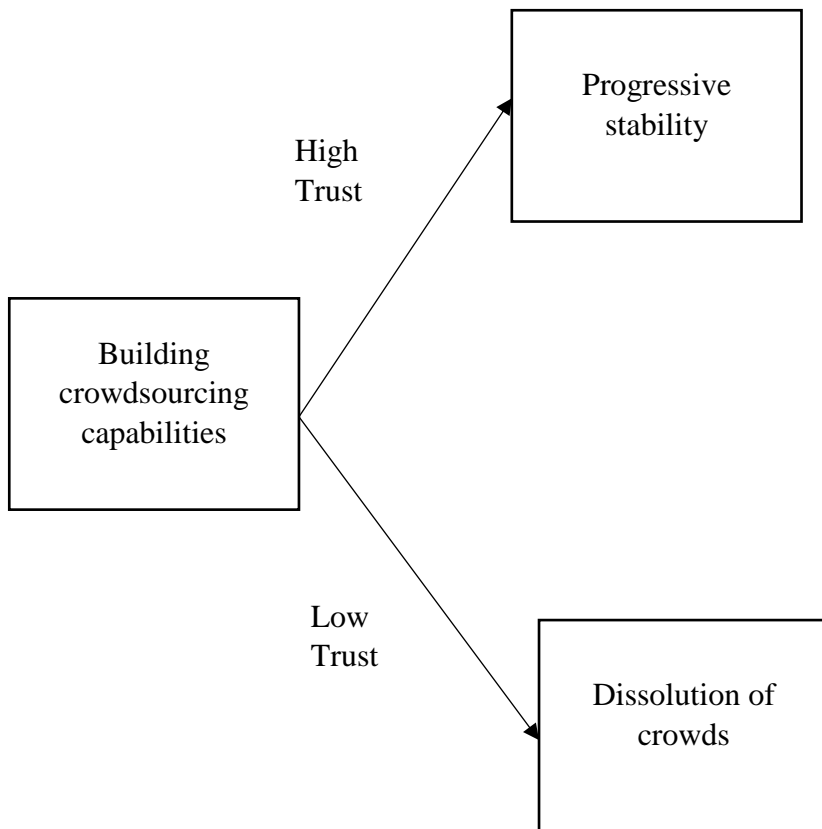 Progressive
stability
High
Trust
Building
crowdsourcing
capabilities
Low
Trust
Dissolution of
crowds